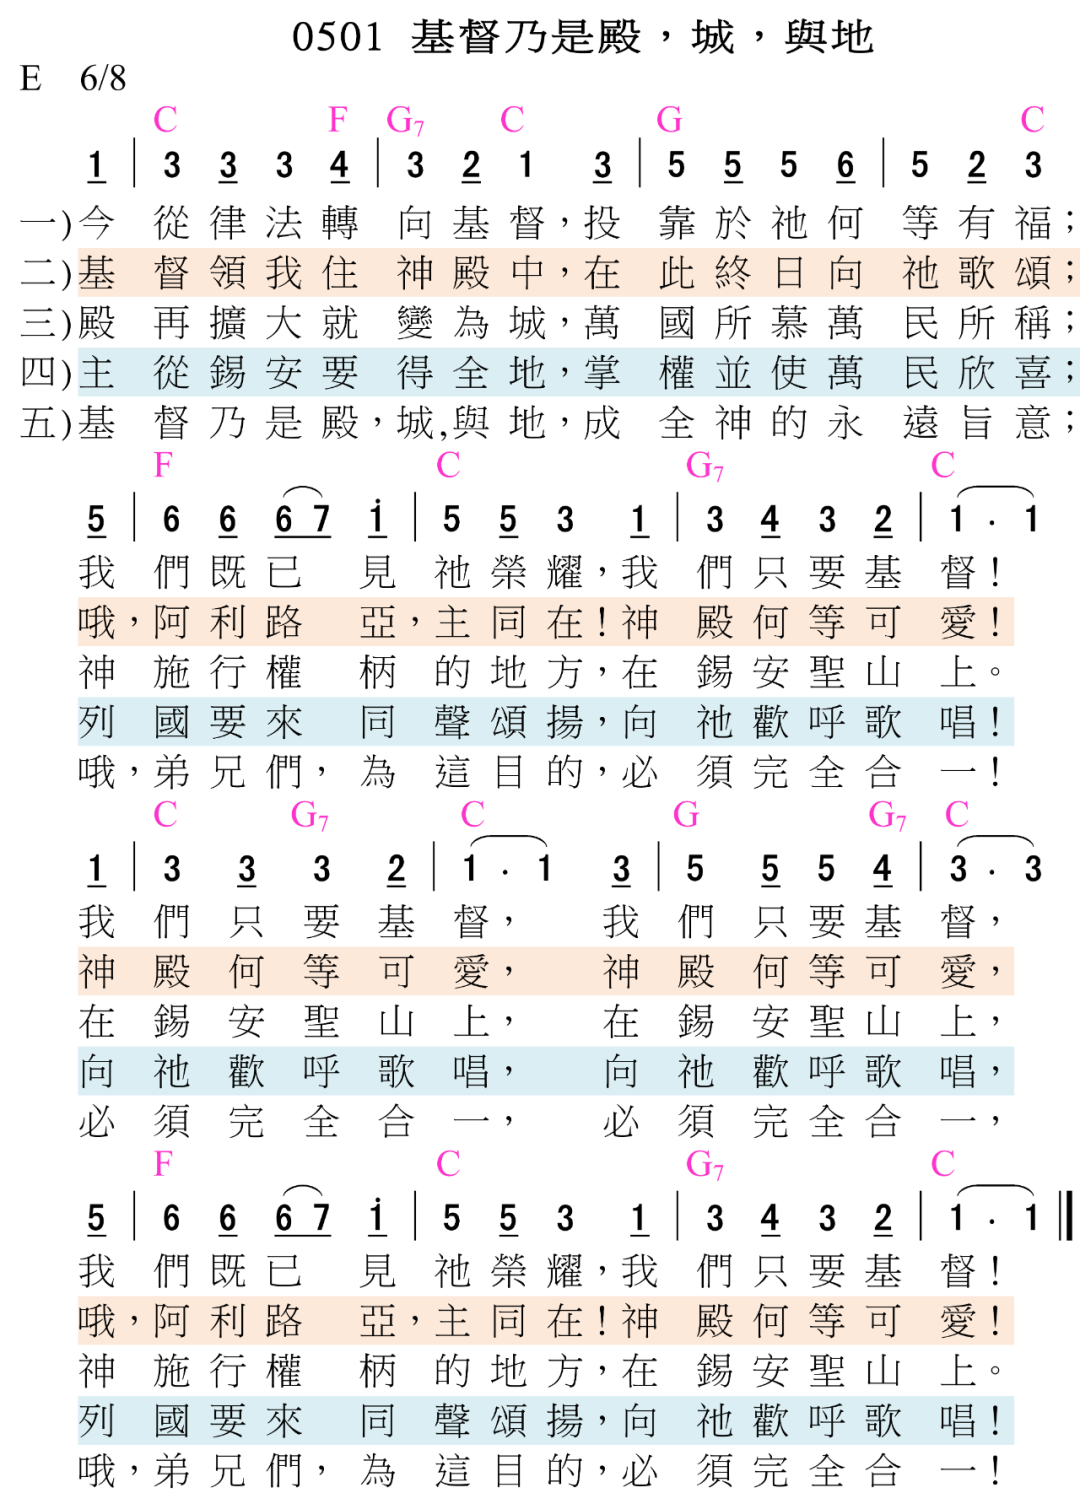 0501 基督乃是殿，城，與地
E 6/8
C F G7 C G C
1 | 3 3 3 4 | 3 2 1 3 | 5 5 5 6 | 5 2 3
一)今從律法轉向基督，投靠於祂何等有福；
二)基督領我住神殿中，在此終日向祂歌頌；
三)殿再擴大就變為城，萬國所慕萬民所稱；
四)主從錫安要得全地，掌權並使萬民欣喜；
五)基督乃是殿，城,與地，成全神的永遠旨意；
F C G7 C
5 | 6 6 6 7 i | 5 5 3 1 | 3 4 3 2 | 1 . 1
我們既已見祂榮耀，我們只要基督！
哦，阿利路亞，主同在！神殿何等可愛！
神施行權柄的地方，在錫安聖山上。
列國要來同聲頌揚，向祂歡呼歌唱！
哦，弟兄們，為這目的，必須完全合一！
C G7 C G G7 C
1 | 3 3 3 2 | 1 . 1 3 | 5 5 5 4 | 3 . 3
我們只要基督，我們只要基督，
神殿何等可愛，神殿何等可愛，
在錫安聖山上，在錫安聖山上，
向祂歡呼歌唱，向祂歡呼歌唱，
必須完全合一，必須完全合一，
F C G7 C
5 | 6 6 6 7 i | 5 5 3 1 | 3 4 3 2 | 1 . 1 ||
我們既已見祂榮耀，我們只要基督！
哦，阿利路亞，主同在！神殿何等可愛！
神施行權柄的地方，在錫安聖山上。
列國要來同聲頌揚，向祂歡呼歌唱！
哦，弟兄們，為這目的，必須完全合一！